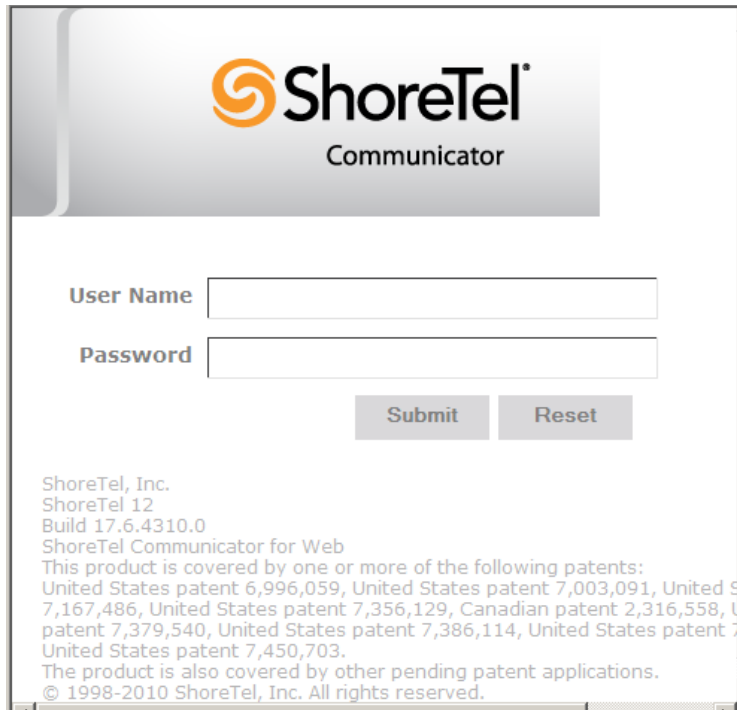 ShoreTel®
Communicator
User Name
Password
Submit Reset
ShoreTel, Inc.
ShoreTel 12
Build 17.6.4310.0
ShoreTel Communicator for Web
This product is covered by one or more of the following patents:
United States patent 6,996,059, United States patent 7,003,091, United S
7,167,486, United States patent 7,356,129, Canadian patent 2,316,558, U
patent 7,379,540, United States patent 7,386,114, United States patent 7
United States patent 7,450,703.
The product is also covered by other pending patent applications.
© 1998-2010 ShoreTel, Inc. All rights reserved.